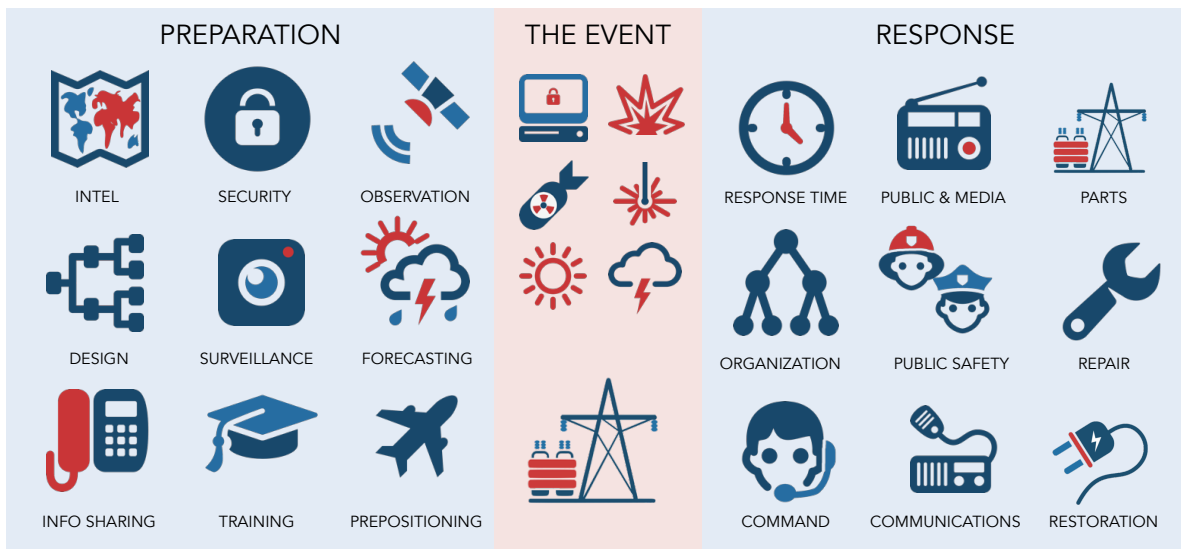 PREPARATION
THE EVENT
RESPONSE
INTEL
SECURITY
OBSERVATION
RESPONSE TIME
PUBLIC & MEDIA
PARTS
DESIGN
SURVEILLANCE
FORECASTING
ORGANIZATION
PUBLIC SAFETY
REPAIR
INFO SHARING
TRAINING
PREPOSITIONING
COMMAND
COMMUNICATIONS
RESTORATION